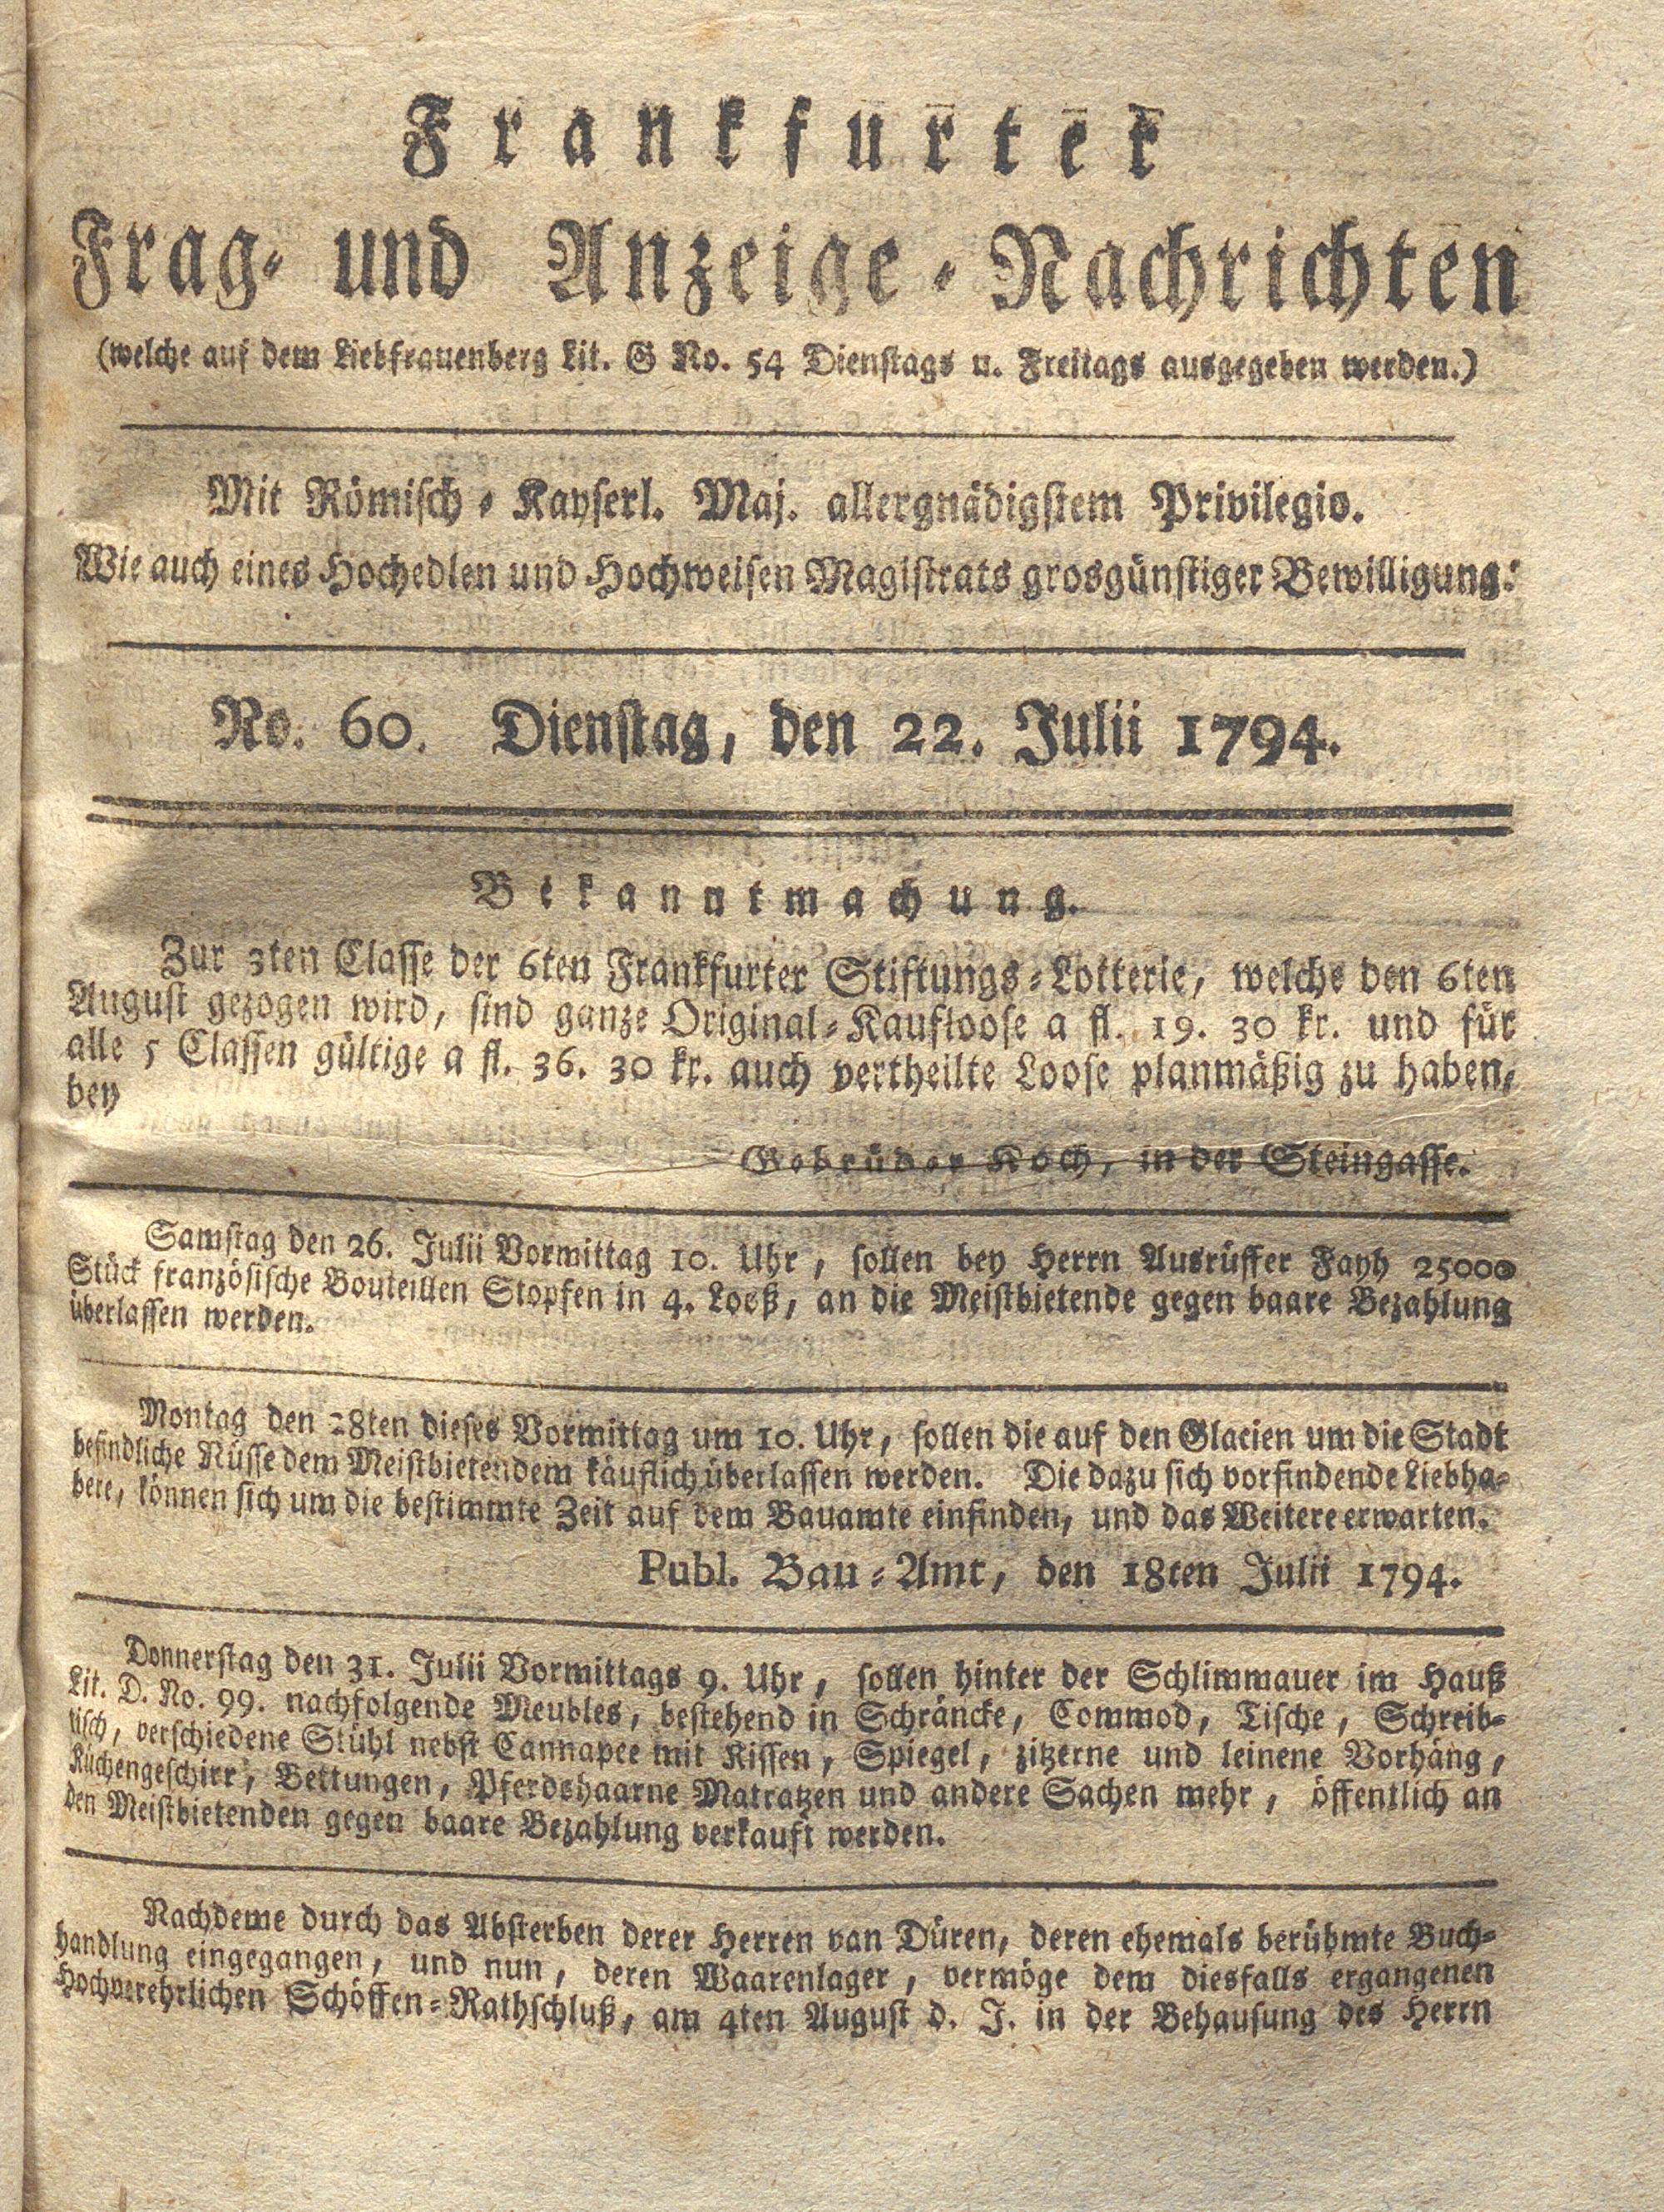 Frankfurter
Frag- und Anzeige-Nachrichten
(welche auf dem Liebfrauenberg Lit. G No. 54 Dienstags u. Freitags ausgegeben werden.)
Mit Römisch-Kayserl. Maj. allergnädigstem Privilegio.
Wie auch eines Hochedlen und Hochweisen Magistrats grosgünstiger Bewilligung.
No. 60. Dienstag, den 22. Julii 1794.
Bekanntmachung.
Zur 3ten Classe der 6ten Frankfurter Stiftungs-Lotterie, welche den 6ten
August gezogen wird, sind ganze Original-Kaufloose a fl. 19. 30 kr. und für
alle 5 Classen gültige a fl. 36. 30 kr. auch vertheilte Loose planmäßig zu haben,
bey
Gebrüder Koch, in der Steingasse.
Samstag den 26. Julii Vormittag 10. Uhr, sollen bey Herrn Ausrüffer Fayh 25000
Stück französische Bouteillen Stopfen in 4. Looß, an die Meistbietende gegen baare Bezahlung
überlassen werden.
Montag den 28ten dieses Vormittag um 10. Uhr, sollen die auf den Glacien um die Stadt
befindliche Nüsse dem Meistbietendem käuflich überlassen werden. Die dazu sich vorfindende Liebha-
bere, können sich um die bestimmte Zeit auf dem Bauamte einfinden, und das Weitere erwarten.
Publ. Bau-Amt, den 18ten Julii 1794.
Donnerstag den 31. Julii Vormittags 9. Uhr, sollen hinter der Schlimmauer im Hauß
Lit. D. No. 99. nachfolgende Meubles, bestehend in Schräncke, Commod, Tische, Schreib-
tisch, verschiedene Stühl nebst Cannapee mit Kissen, Spiegel, zitzerne und leinene Vorhäng,
Küchengeschirr, Bettungen, Pferdshaarne Matratzen und andere Sachen mehr, öffentlich an
den Meistbietenden gegen baare Bezahlung verkauft werden.
Nachdeme durch das Absterben derer Herren van Düren, deren ehemals berühmte Buch-
handlung eingegangen, und nun, deren Waarenlager, vermöge dem diesfalls ergangenen
Hochverehrlichen Schöffen-Rathschluß, am 4ten August d. J. in der Behausung des Herrn